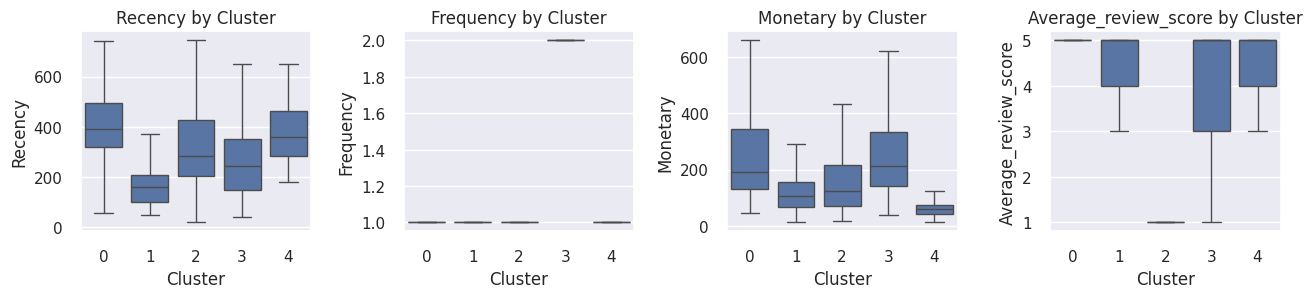 Recency by Cluster
Recency
600
400
200
0
0 1 2 3 4
Cluster
Frequency by Cluster
Frequency
2.0
1.8
1.6
1.4
1.2
1.0
0 1 2 3 4
Cluster
Monetary by Cluster
Monetary
600
400
200
0
0 1 2 3 4
Cluster
Average_review_score by Cluster
Average_review_score
5
4
3
2
1
0 1 2 3 4
Cluster